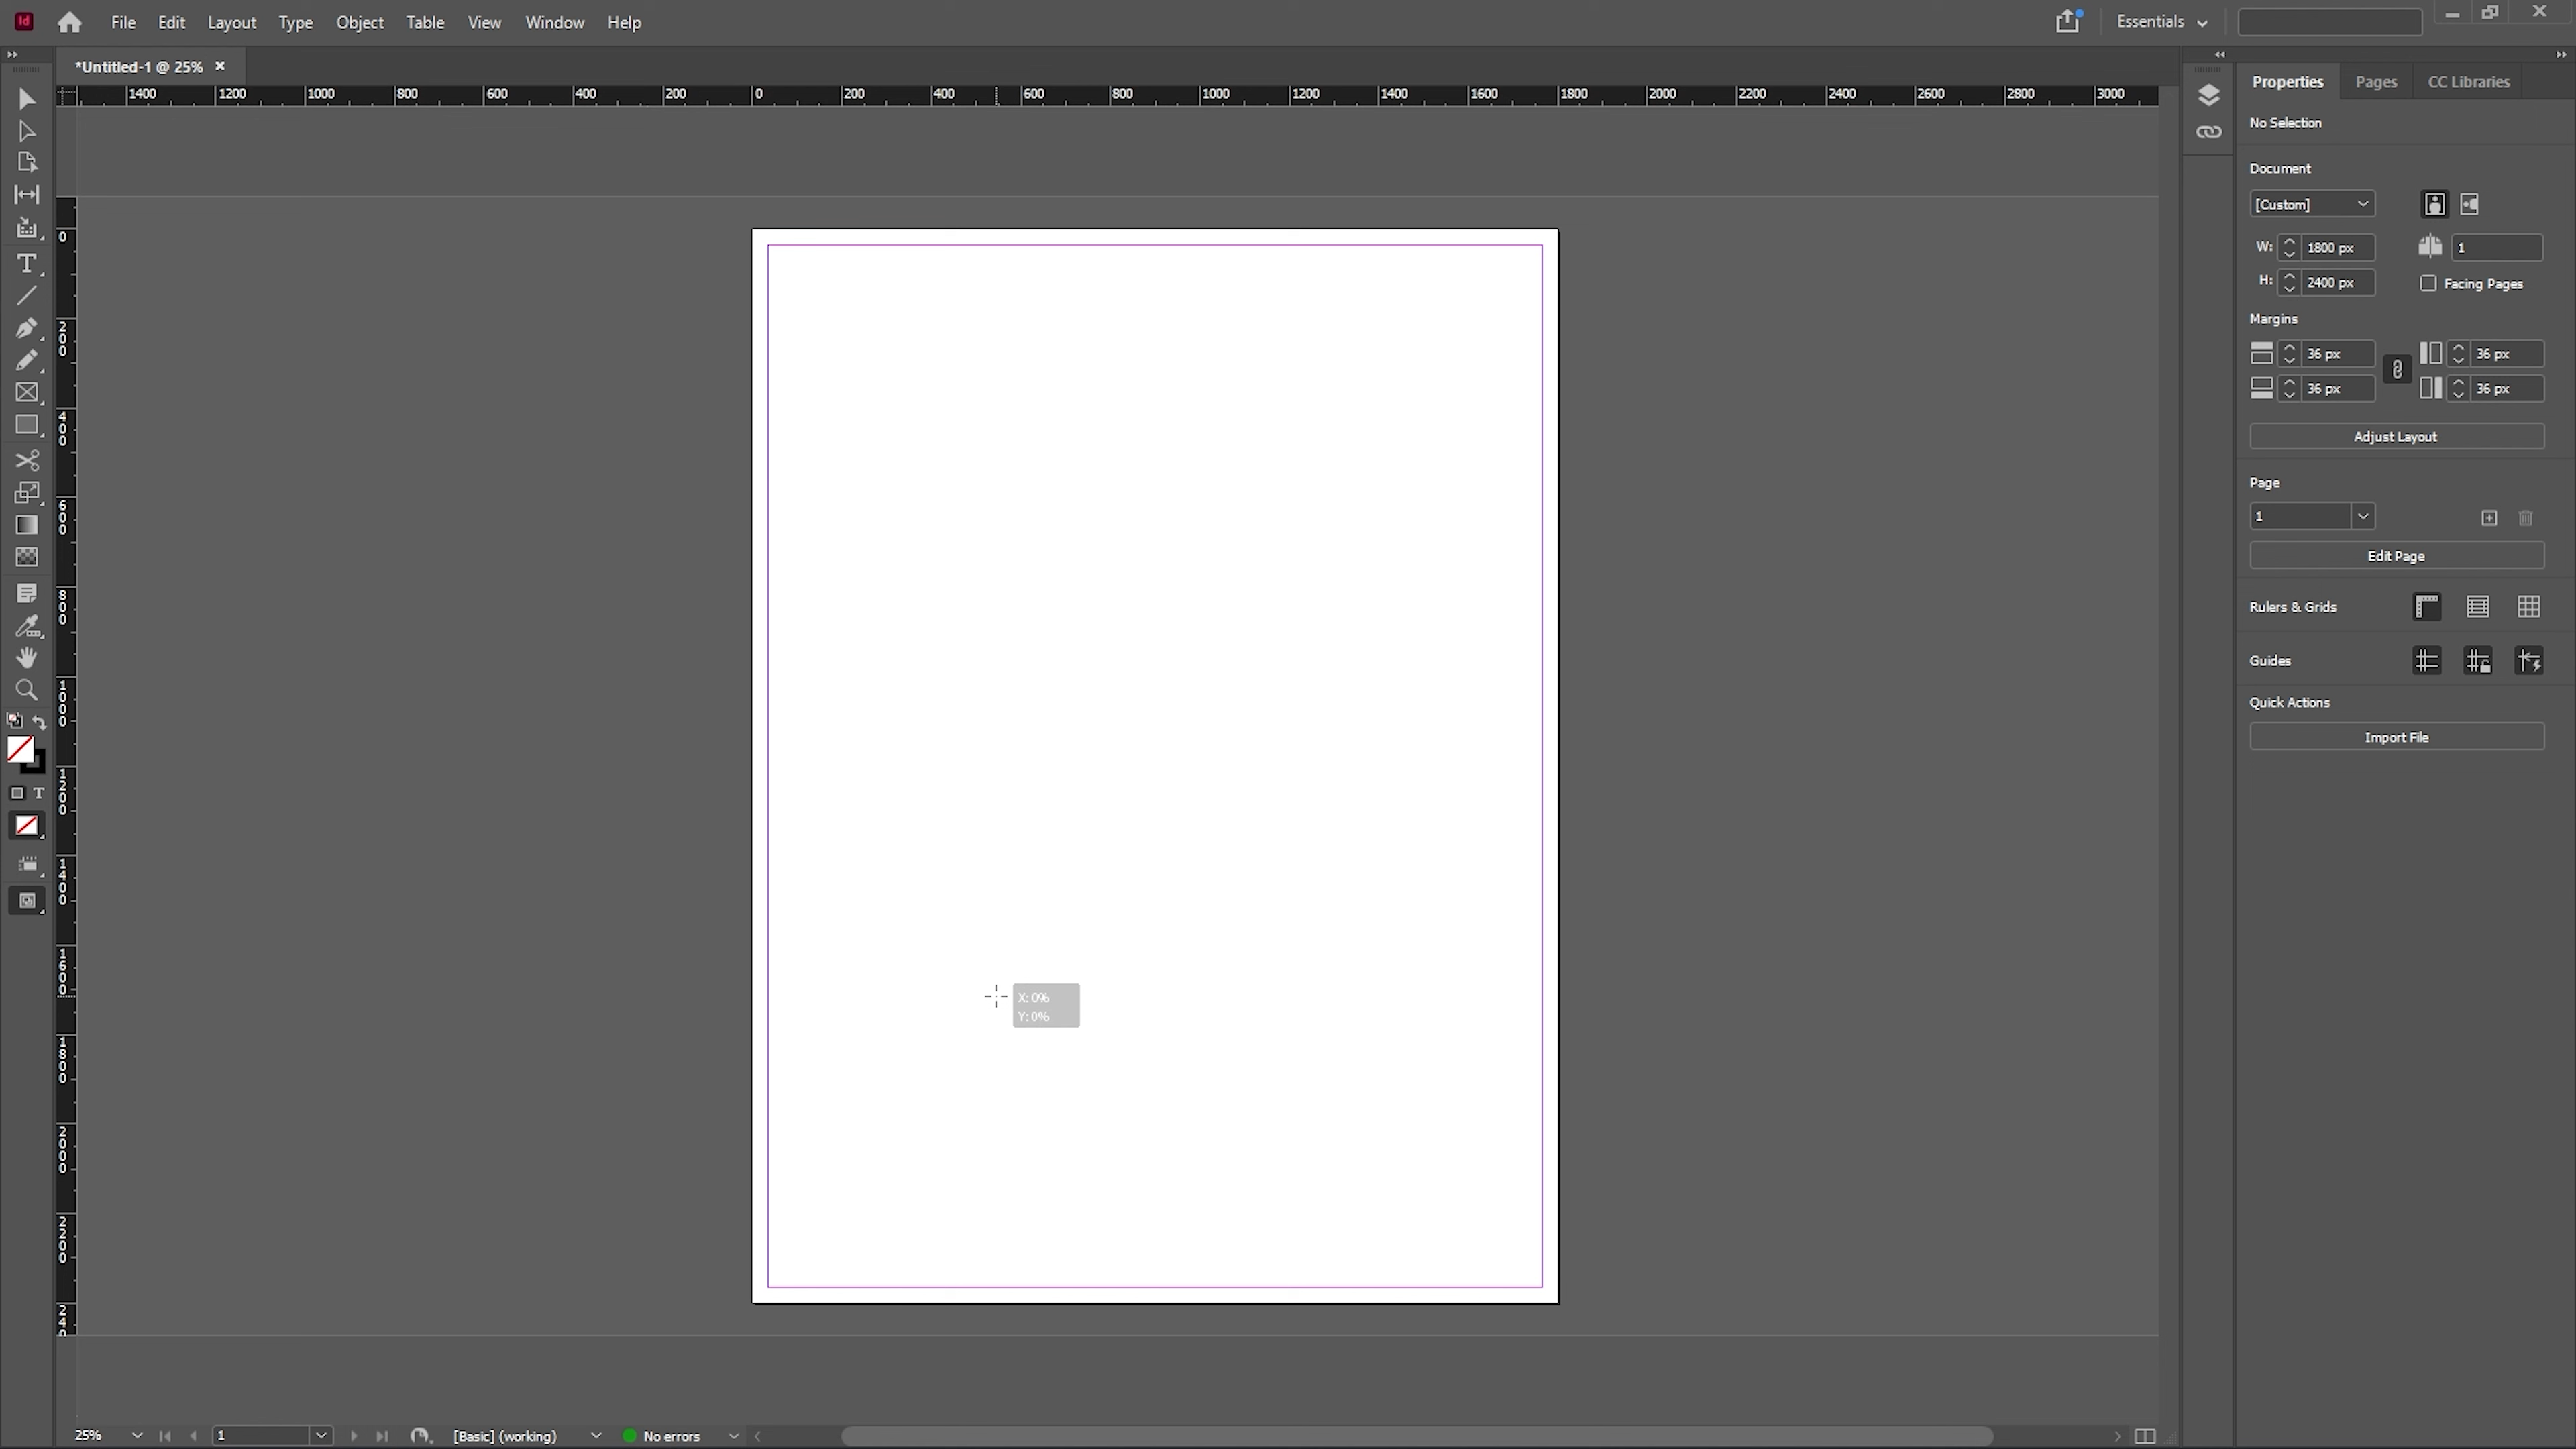 Id File Edit Layout Type Object Table View Window Help Essentials
*Untitled-1 @ 25%
1400 1200 1000 800 600 400 200 0 200 400 600 800 1000 1200 1400 1600 1800 2000 2200 2400 2600 2800 3000
0
200
400
600
800
1000
1200
1400
1600
1800
2000
2200
240
X: 0%
Y: 0%
Properties Pages CC Libraries
No Selection
Document
[Custom]
W: 1800 px 1
H: 2400 px Facing Pages
Margins
36 px 36 px
36 px 36 px
Adjust Layout
Page
1
Edit Page
Rulers & Grids
Guides
Quick Actions
Import File
25% 1 [Basic] (working) No errors